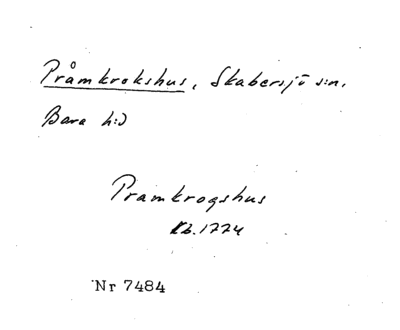 Pråmkrokshus, Skabersjö s:n.
Bara h:d
Pramkrogshus
Kb. 1774
Nr 7484